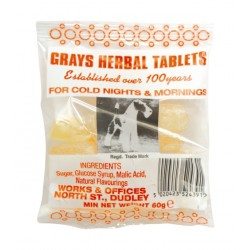 GRAYS HERBAL TABLETS
Established over 100 years
FOR COLD NIGHTS & MORNINGS
Regd. Trade Mark
INGREDIENTS
Sugar, Glucose Syrup, Malic Acid,
Natural Flavourings
WORKS & OFFICES
NORTH ST., DUDLEY
MIN NET WEIGHT 60g